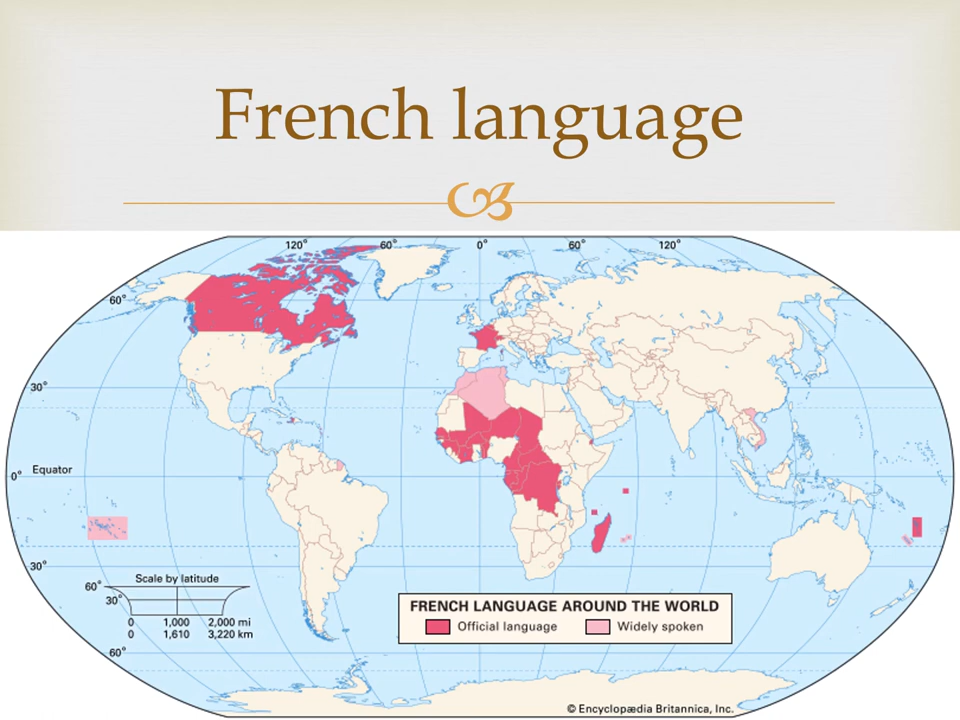 French language
120° 60° 0° 60° 120°
60°
30°
Equator
0°
30°
Scale by latitude
60°
30°
0 1,000 2,000 mi
0 1,610 3,220 km
60°
FRENCH LANGUAGE AROUND THE WORLD
Official language Widely spoken
© Encyclopædia Britannica, Inc.